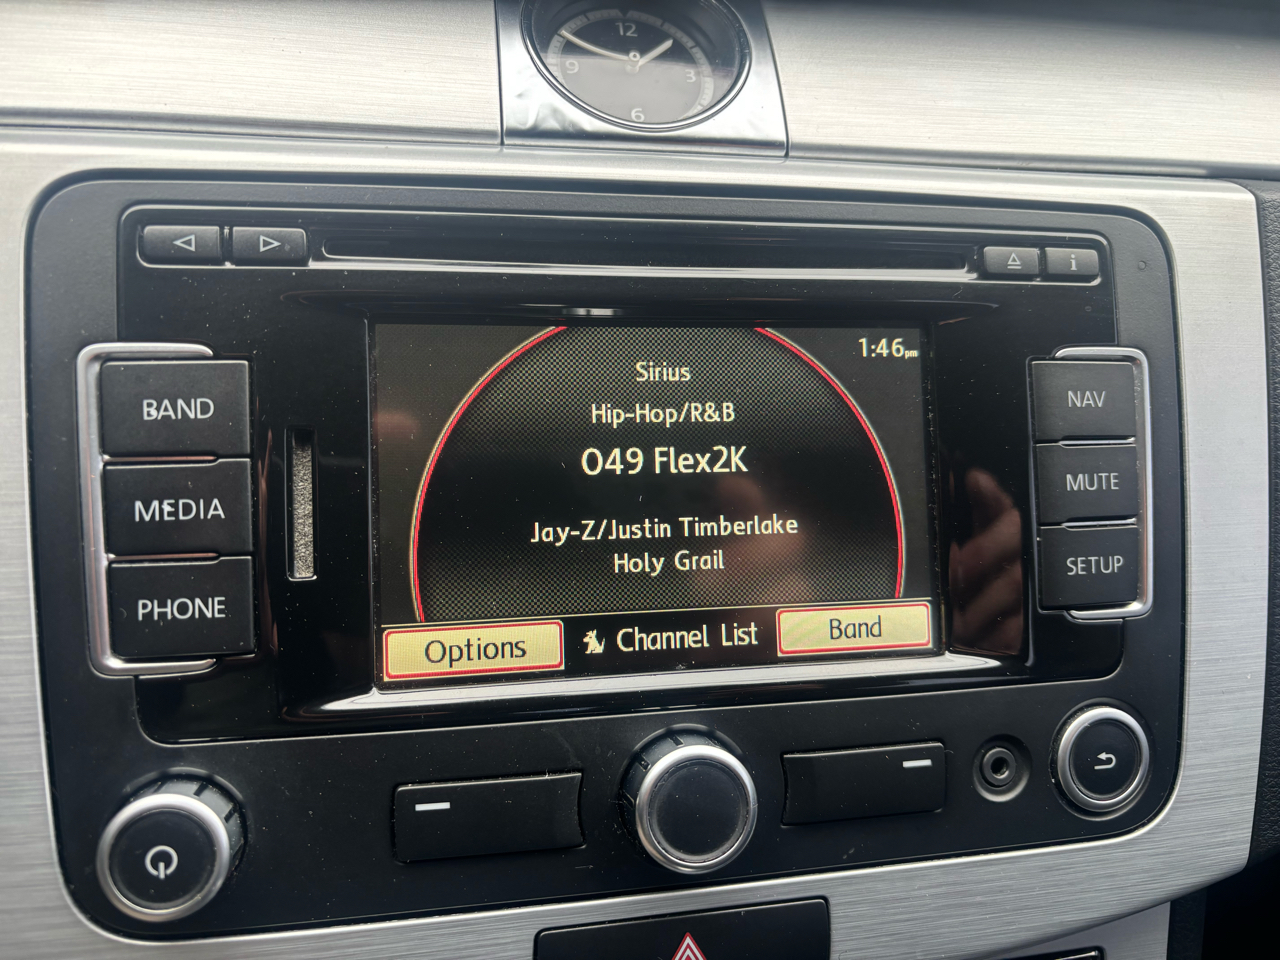 12
9
3
6
i
1:46pm
Sirius
Hip-Hop/R&B
049 Flex2K
Jay-Z/Justin Timberlake
Holy Grail
Options
Channel List
Band
BAND
MEDIA
PHONE
NAV
MUTE
SETUP